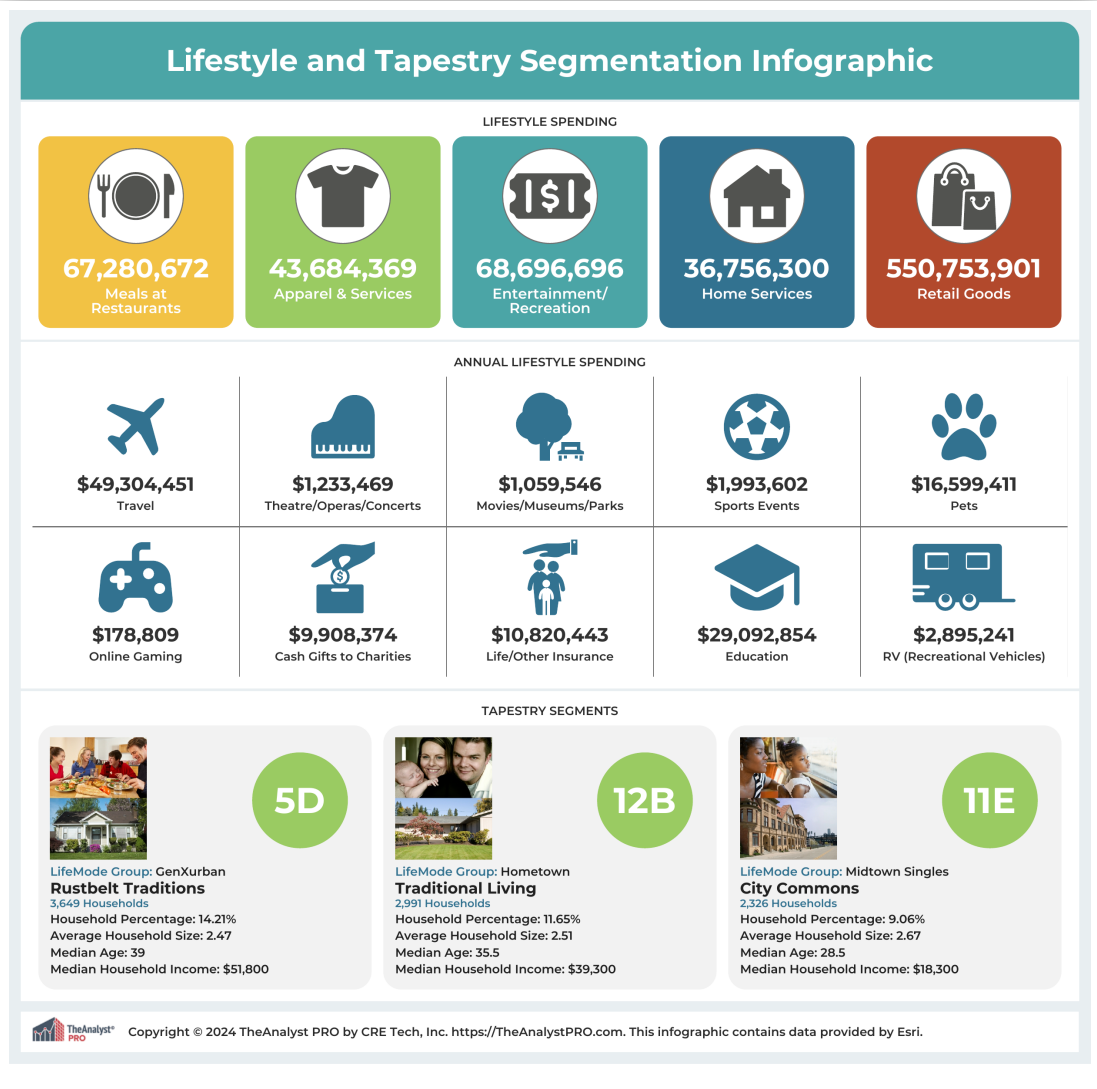 Lifestyle and Tapestry Segmentation Infographic
LIFESTYLE SPENDING
67,280,672
Meals at
Restaurants
43,684,369
Apparel & Services
$
68,696,696
Entertainment/
Recreation
36,756,300
Home Services
550,753,901
Retail Goods
ANNUAL LIFESTYLE SPENDING
$49,304,451
Travel
$1,233,469
Theatre/Operas/Concerts
$1,059,546
Movies/Museums/Parks
$1,993,602
Sports Events
$16,599,411
Pets
$178,809
Online Gaming
$
$9,908,374
Cash Gifts to Charities
$10,820,443
Life/Other Insurance
$29,092,854
Education
$2,895,241
RV (Recreational Vehicles)
TAPESTRY SEGMENTS
5D
LifeMode Group: GenXurban
Rustbelt Traditions
3,649 Households
Household Percentage: 14.21%
Average Household Size: 2.47
Median Age: 39
Median Household Income: $51,800
12B
LifeMode Group: Hometown
Traditional Living
2,991 Households
Household Percentage: 11.65%
Average Household Size: 2.51
Median Age: 35.5
Median Household Income: $39,300
11E
LifeMode Group: Midtown Singles
City Commons
2,326 Households
Household Percentage: 9.06%
Average Household Size: 2.67
Median Age: 28.5
Median Household Income: $18,300
TheAnalyst®
PRO
Copyright © 2024 TheAnalyst PRO by CRE Tech, Inc. https://TheAnalystPRO.com. This infographic contains data provided by Esri.